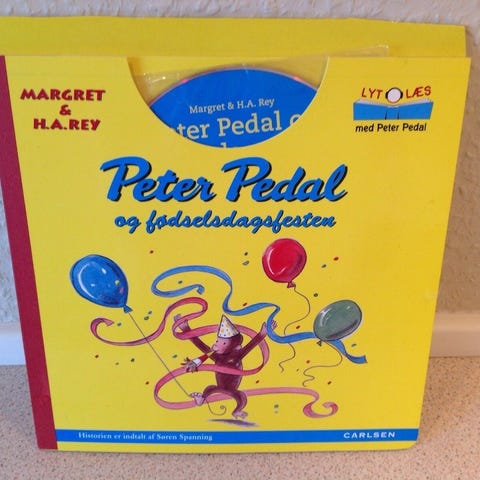 MARGRET
&
H.A.REY
Margret & H.A. Rey
ter Pedal o
LYT O LÆS
med Peter Pedal
Peter Pedal
og fødselsdagsfesten
Historien er indtalt af Søren Spanning
CARLSEN